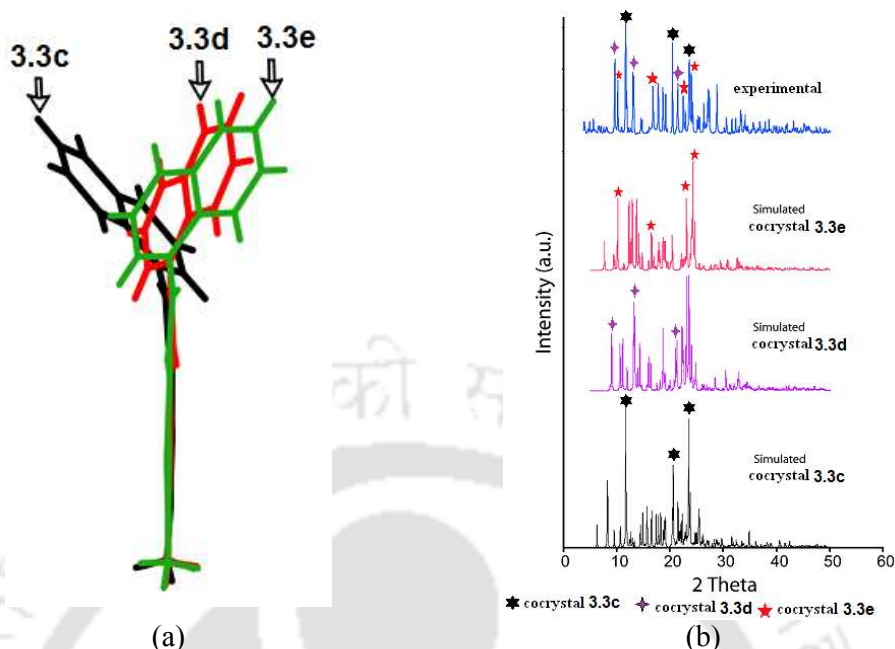 3.3c
3.3d
3.3e
(a)
experimental
Simulated
cocrystal 3.3e
Simulated
cocrystal 3.3d
Simulated
cocrystal 3.3c
Intensity (a.u.)
0 10 20 30 40 50 60
2 Theta
cocrystal 3.3c cocrystal 3.3d cocrystal 3.3e
(b)
की